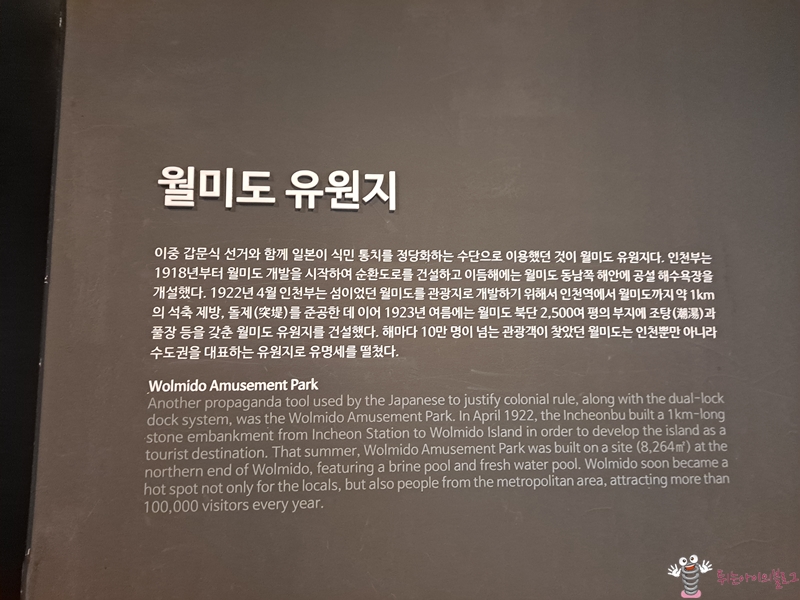 월미도 유원지
이중 갑문식 선거와 함께 일본이 식민 통치를 정당화하는 수단으로 이용했던 것이 월미도 유원지다. 인천부는
1918년부터 월미도 개발을 시작하여 순환도로를 건설하고 이듬해에는 월미도 동남쪽 해안에 공설 해수욕장을
개설했다. 1922년 4월 인천부는 섬이었던 월미도를 관광지로 개발하기 위해서 인천역에서 월미도까지 약 1km
의 석축 제방, 돌제(突堤)를 준공한 데 이어 1923년 여름에는 월미도 북단 2,500여 평의 부지에 조탕(潮湯)과
풀장 등을 갖춘 월미도 유원지를 건설했다. 해마다 10만 명이 넘는 관광객이 찾았던 월미도는 인천뿐만 아니라
수도권을 대표하는 유원지로 유명세를 떨쳤다.
Wolmido Amusement Park
Another propaganda tool used by the Japanese to justify colonial rule, along with the dual-lock
dock system, was the Wolmido Amusement Park. In April 1922, the Incheonbu built a 1km-long
stone embankment from Incheon Station to Wolmido Island in order to develop the island as a
tourist destination. That summer, Wolmido Amusement Park was built on a site (8,264㎡) at the
northern end of Wolmido, featuring a brine pool and fresh water pool. Wolmido soon became a
hot spot not only for the locals, but also people from the metropolitan area, attracting more than
100,000 visitors every year.